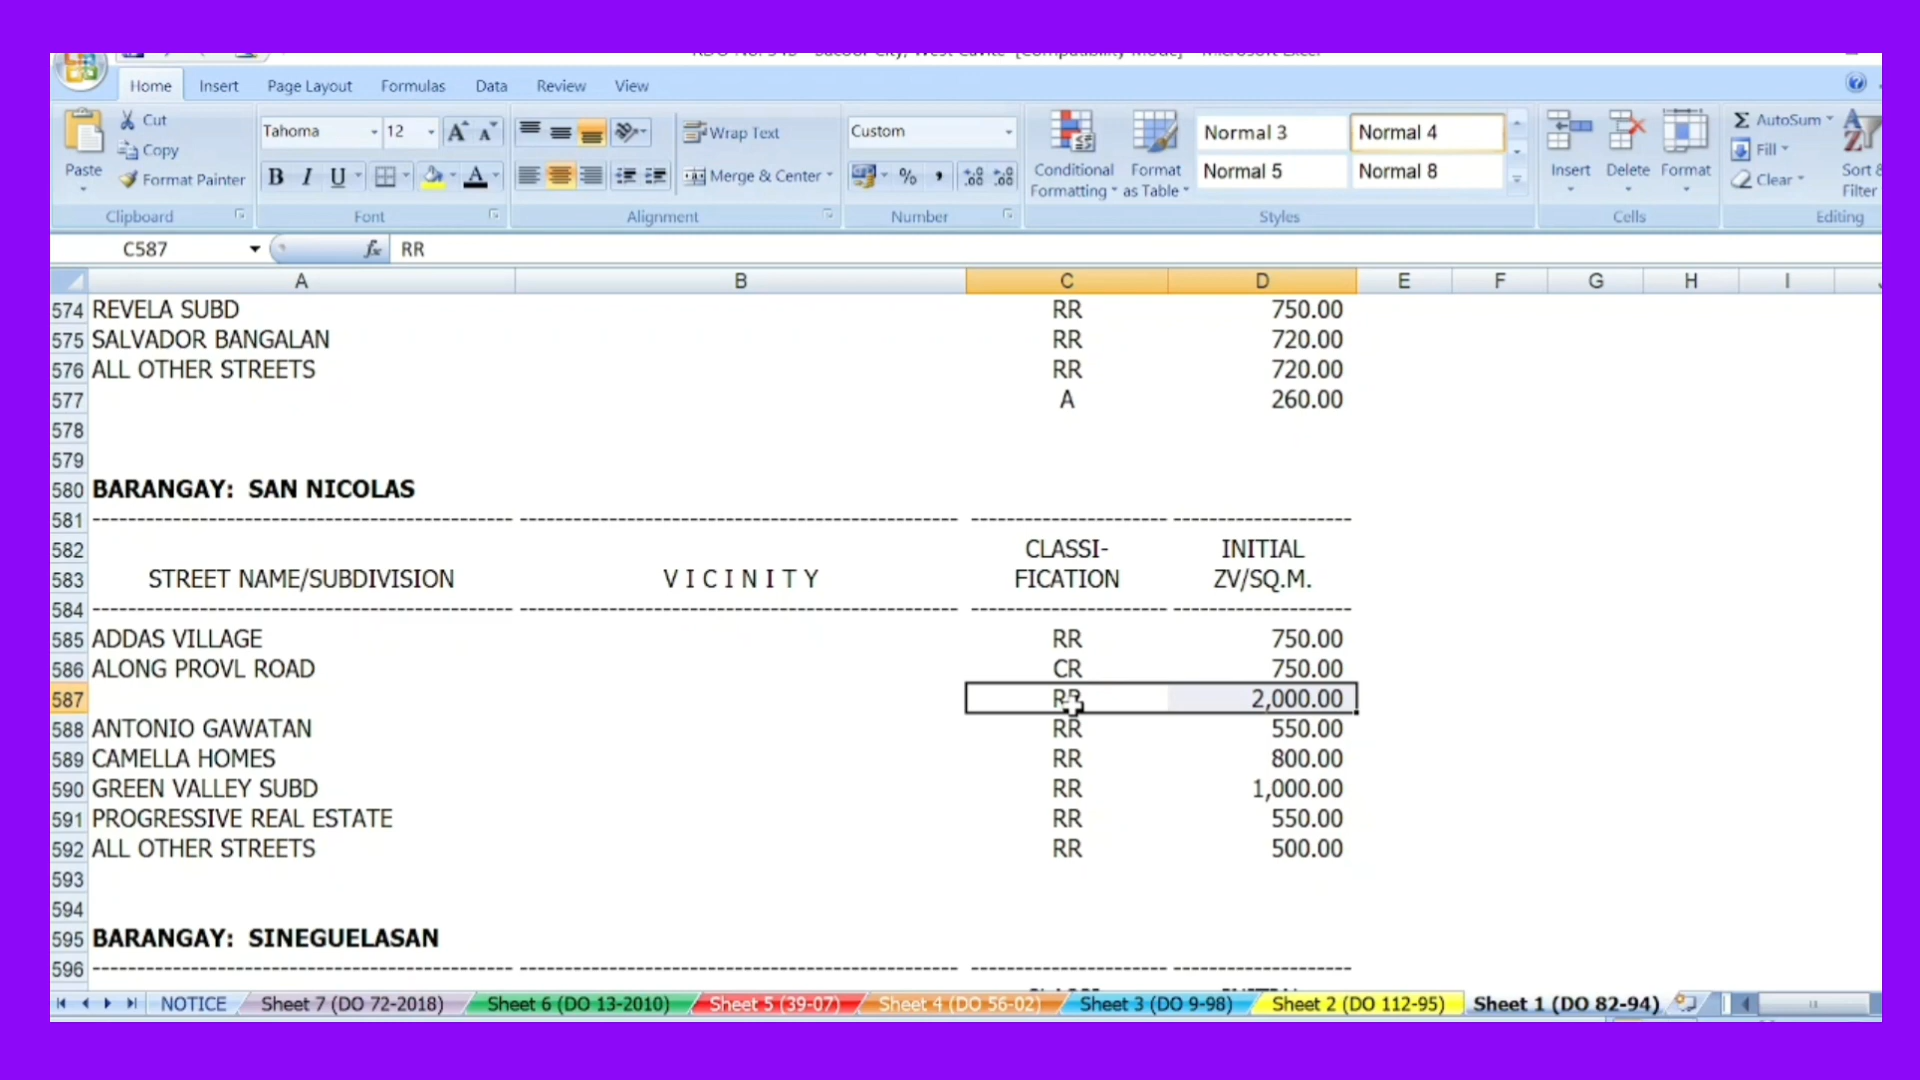 Home Insert Page Layout Formulas Data Review View
Cut
Copy
Format Painter
Paste
Clipboard
Tahoma 12
B I U
Font
Wrap Text
Merge & Center
Alignment
Custom
Number
Conditional Formatting
Format as Table
Normal 3 Normal 4
Normal 5 Normal 8
Styles
Insert Delete Format
Cells
Σ AutoSum
Fill
Clear
Sort &
Filter
Editing
C587 fx RR
A B C D E F G H I
574 REVELA SUBD RR 750.00
575 SALVADOR BANGALAN RR 720.00
576 ALL OTHER STREETS RR 720.00
577 A 260.00
578
579
580 BARANGAY: SAN NICOLAS
581
582 CLASSI- INITIAL
583 STREET NAME/SUBDIVISION V I C I N I T Y FICATION ZV/SQ.M.
584
585 ADDAS VILLAGE RR 750.00
586 ALONG PROVL ROAD CR 750.00
587 RR 2,000.00
588 ANTONIO GAWATAN RR 550.00
589 CAMELLA HOMES RR 800.00
590 GREEN VALLEY SUBD RR 1,000.00
591 PROGRESSIVE REAL ESTATE RR 550.00
592 ALL OTHER STREETS RR 500.00
593
594
595 BARANGAY: SINEGUELASAN
596
NOTICE Sheet 7 (DO 72-2018) Sheet 6 (DO 13-2010) Sheet 5 (39-07) Sheet 4 (DO 56-02) Sheet 3 (DO 9-98) Sheet 2 (DO 112-95) Sheet 1 (DO 82-94)